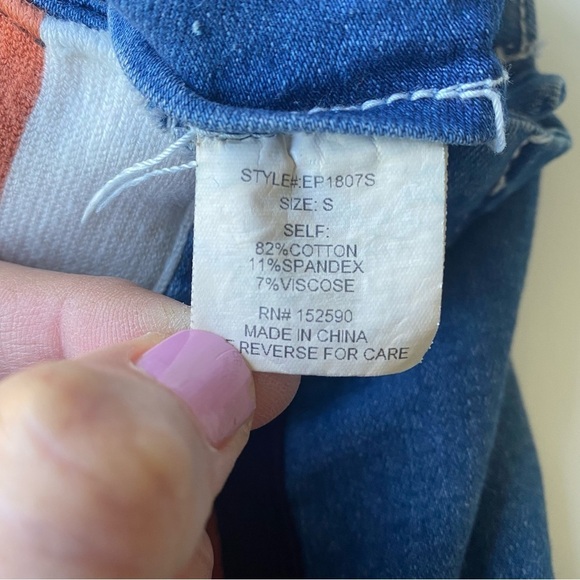 STYLE#:EP1807S
SIZE: S
SELF:
82%COTTON
11%SPANDEX
7%VISCOSE
RN# 152590
MADE IN CHINA
REVERSE FOR CARE